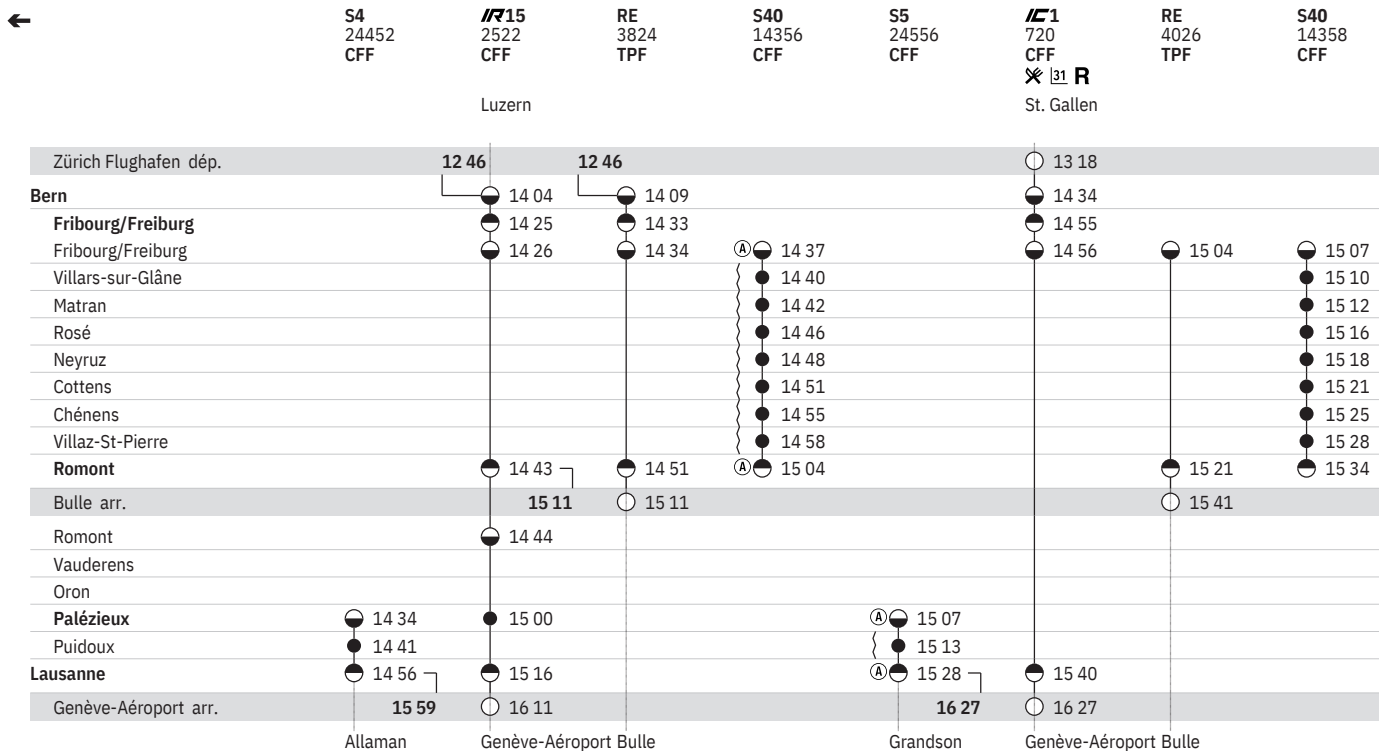 S4 IR15 RE S40 S5 IC1 RE S40
24452 2522 3824 14356 24556 720 4026 14358
CFF CFF TPF CFF CFF CFF TPF CFF
31 R
Luzern St. Gallen
Zürich Flughafen dép. 12 46 12 46 13 18
Bern 14 04 14 09 14 34
Fribourg/Freiburg 14 25 14 33 14 55
Fribourg/Freiburg 14 26 14 34 A 14 37 14 56 15 04 15 07
Villars-sur-Glâne 14 40 15 10
Matran 14 42 15 12
Rosé 14 46 15 16
Neyruz 14 48 15 18
Cottens 14 51 15 21
Chénens 14 55 15 25
Villaz-St-Pierre 14 58 15 28
Romont 14 43 14 51 A 15 04 15 21 15 34
Bulle arr. 15 11 15 11 15 41
Romont 14 44
Vauderens
Oron
Palézieux 14 34 15 00 A 15 07
Puidoux 14 41 15 13
Lausanne 14 56 15 16 A 15 28 15 40
Genève-Aéroport arr. 15 59 16 11 16 27 16 27
Allaman Genève-Aéroport Bulle Grandson Genève-Aéroport Bulle